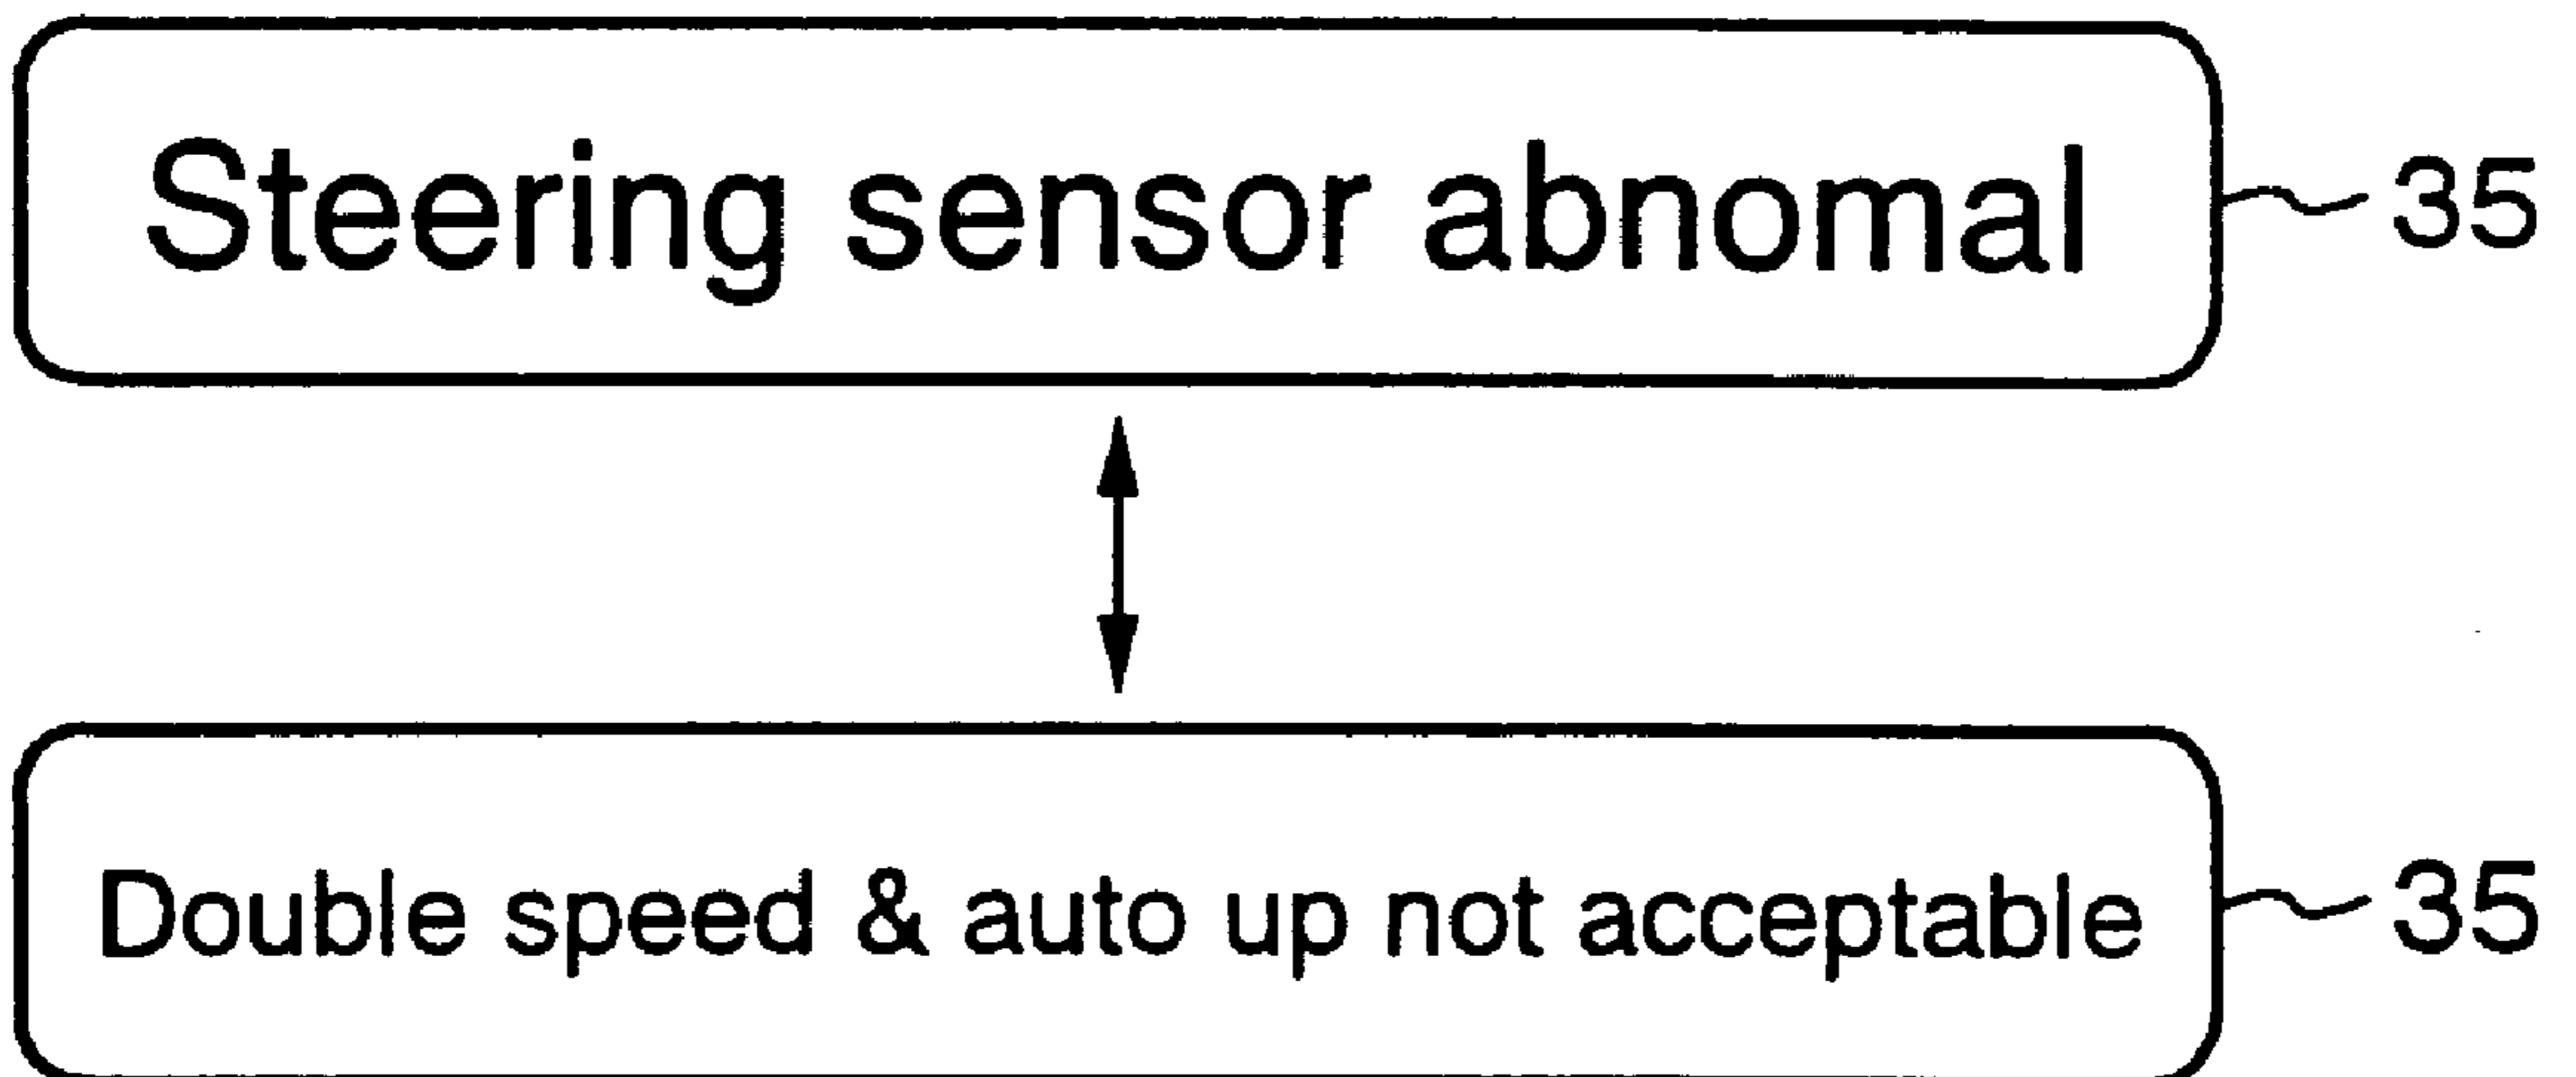 Steering sensor abnomal 35
Double speed & auto up not acceptable 35